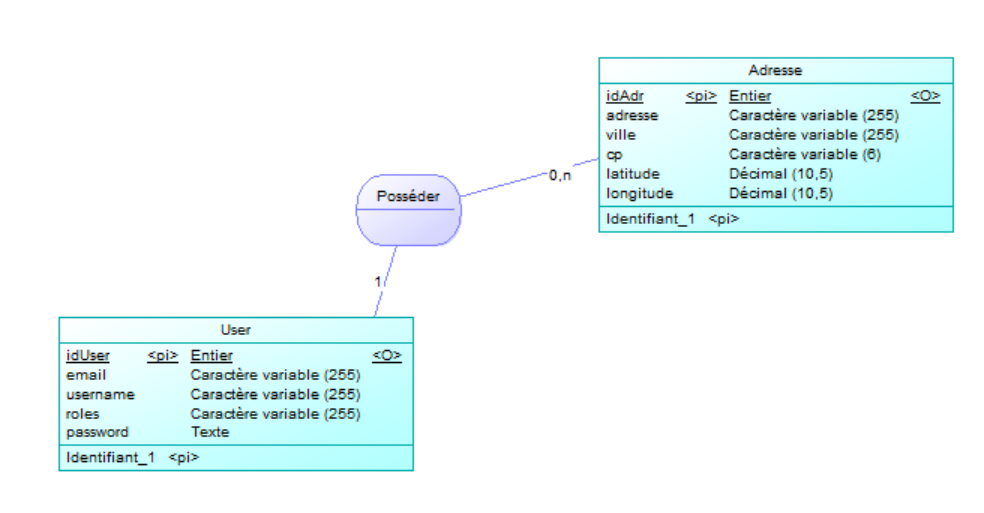 Adresse
idAdr <pi> Entier <O>
adresse Caractère variable (255)
ville Caractère variable (255)
cp Caractère variable (6)
latitude Décimal (10,5)
longitude Décimal (10,5)
Identifiant_1 <pi>
0,n
Posséder
1
User
idUser <pi> Entier <O>
email Caractère variable (255)
username Caractère variable (255)
roles Caractère variable (255)
password Texte
Identifiant_1 <pi>